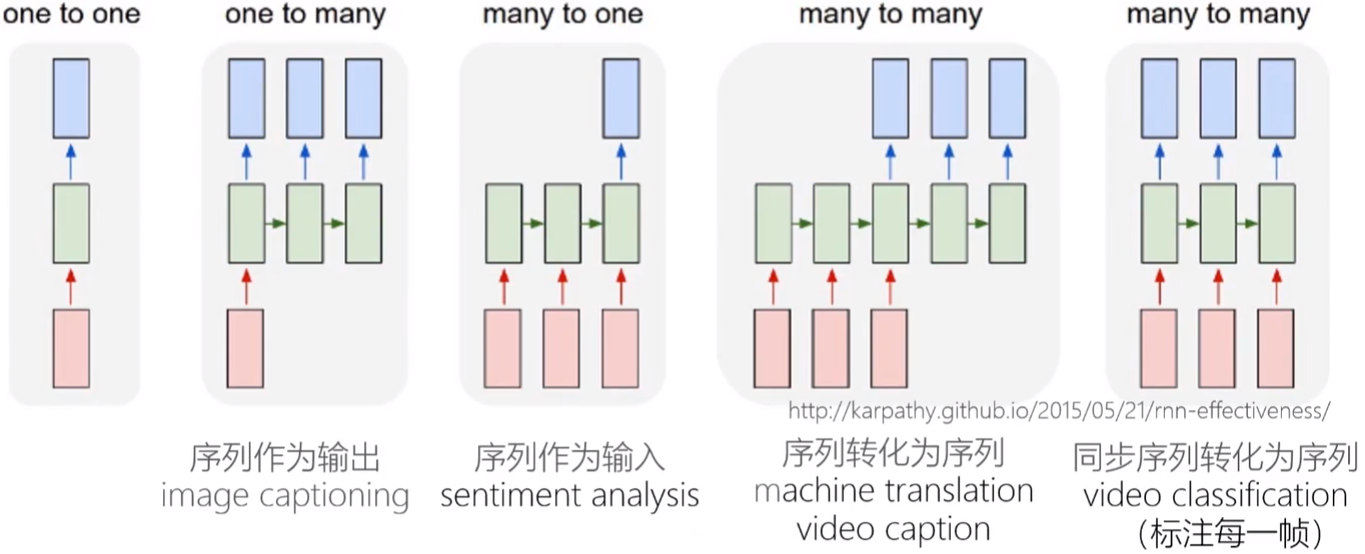 one to one
one to many
many to one
many to many
many to many
http://karpathy.github.io/2015/05/21/rnn-effectiveness/
序列作为输出
image captioning
序列作为输入
sentiment analysis
序列转化为序列
machine translation
video caption
同步序列转化为序列
video classification
（标注每一帧）